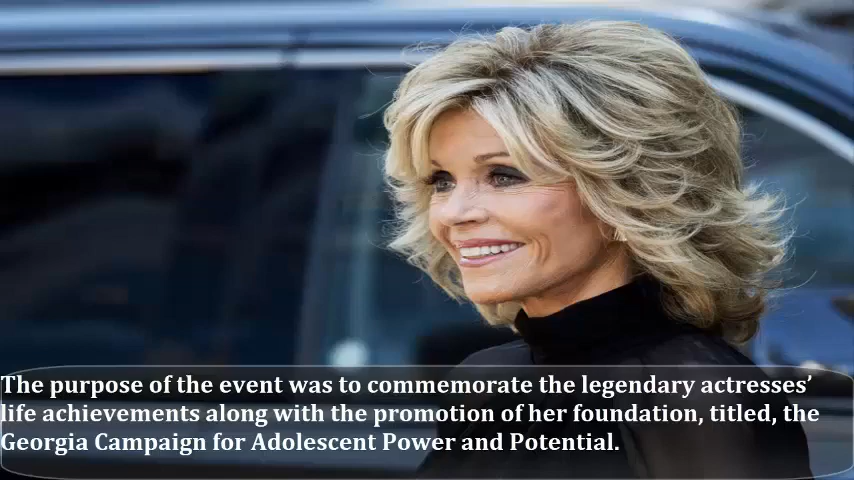 The purpose of the event was to commemorate the legendary actresses’
life achievements along with the promotion of her foundation, titled, the
Georgia Campaign for Adolescent Power and Potential.